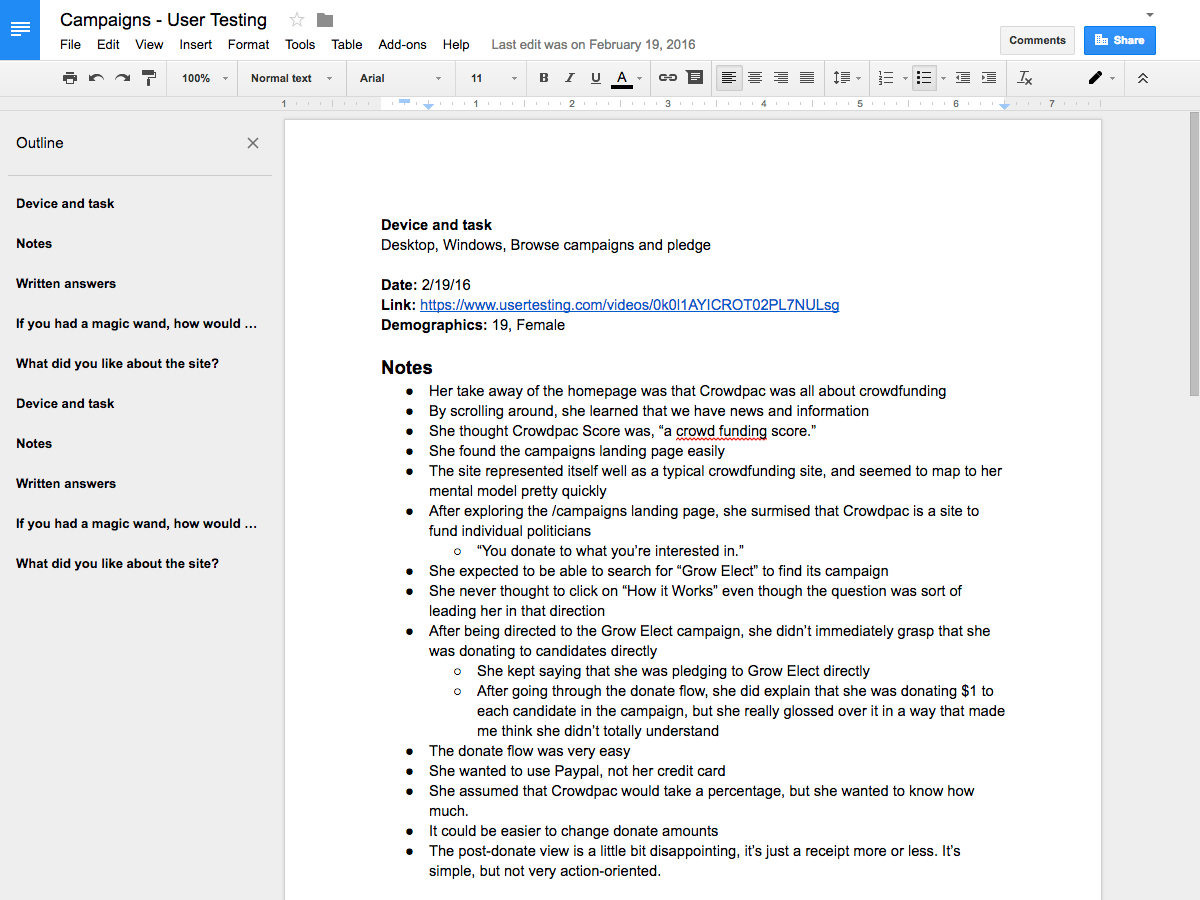 Campaigns - User Testing
File Edit View Insert Format Tools Table Add-ons Help Last edit was on February 19, 2016
Comments
Share
100% Normal text Arial 11 B I U A
1 1 2 3 4 5 6 7
Outline
Device and task
Notes
Written answers
If you had a magic wand, how would ...
What did you like about the site?
Device and task
Notes
Written answers
If you had a magic wand, how would ...
What did you like about the site?
Device and task
Desktop, Windows, Browse campaigns and pledge
Date: 2/19/16
Link: https://www.usertesting.com/videos/0k0l1AYICROT02PL7NULsg
Demographics: 19, Female
Notes
● Her take away of the homepage was that Crowdpac was all about crowdfunding
● By scrolling around, she learned that we have news and information
● She thought Crowdpac Score was, “a crowd funding score.”
● She found the campaigns landing page easily
● The site represented itself well as a typical crowdfunding site, and seemed to map to her
mental model pretty quickly
● After exploring the /campaigns landing page, she surmised that Crowdpac is a site to
fund individual politicians
○ “You donate to what you’re interested in.”
● She expected to be able to search for “Grow Elect” to find its campaign
● She never thought to click on “How it Works” even though the question was sort of
leading her in that direction
● After being directed to the Grow Elect campaign, she didn’t immediately grasp that she
was donating to candidates directly
○ She kept saying that she was pledging to Grow Elect directly
○ After going through the donate flow, she did explain that she was donating $1 to
each candidate in the campaign, but she really glossed over it in a way that made
me think she didn’t totally understand
● The donate flow was very easy
● She wanted to use Paypal, not her credit card
● She assumed that Crowdpac would take a percentage, but she wanted to know how
much.
● It could be easier to change donate amounts
● The post-donate view is a little bit disappointing, it’s just a receipt more or less. It’s
simple, but not very action-oriented.